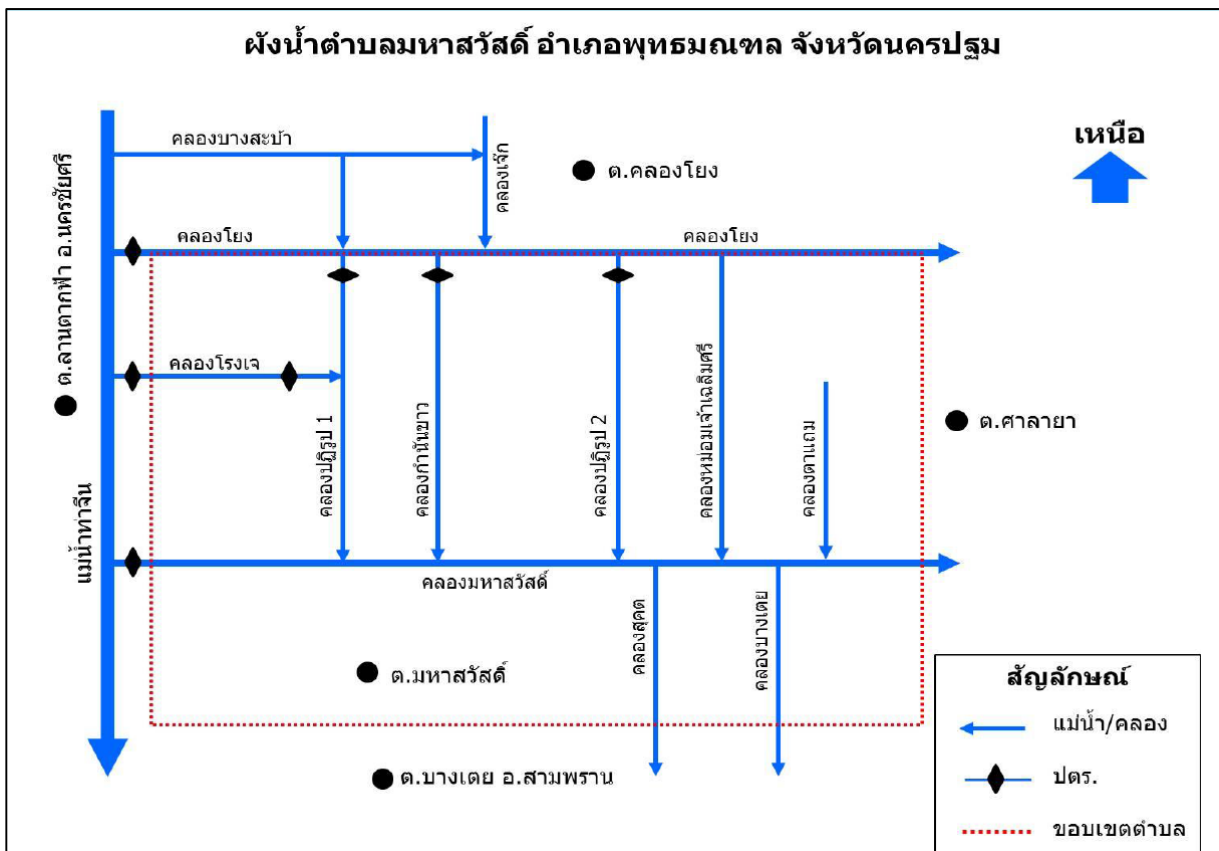 ผังน้ำตำบลมหาสวัสดิ์ อำเภอพุทธมณฑล จังหวัดนครปฐม
เหนือ
คลองบางสะบ้า
คลองเจ๊ก
ต.คลองโยง
ต.ลานตากฟ้า อ.นครชัยศรี
คลองโยง
คลองโยง
คลองโรงเจ
คลองปฏิรูป 1
คลองกำนันขาว
คลองปฏิรูป 2
คลองหม่อมเจ้าเฉลิมศรี
คลองตาแถม
ต.ศาลายา
แม่น้ำท่าจีน
คลองมหาสวัสดิ์
คลองสุคต
คลองบางเตย
ต.มหาสวัสดิ์
ต.บางเตย อ.สามพราน
สัญลักษณ์
แม่น้ำ/คลอง
ปตร.
ขอบเขตตำบล